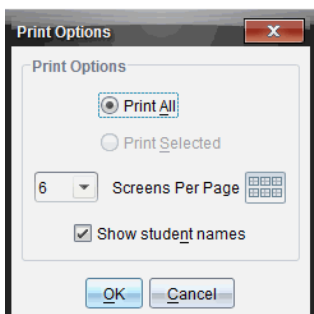 Print Options
Print Options
Print All
Print Selected
6 Screens Per Page
Show student names
OK Cancel